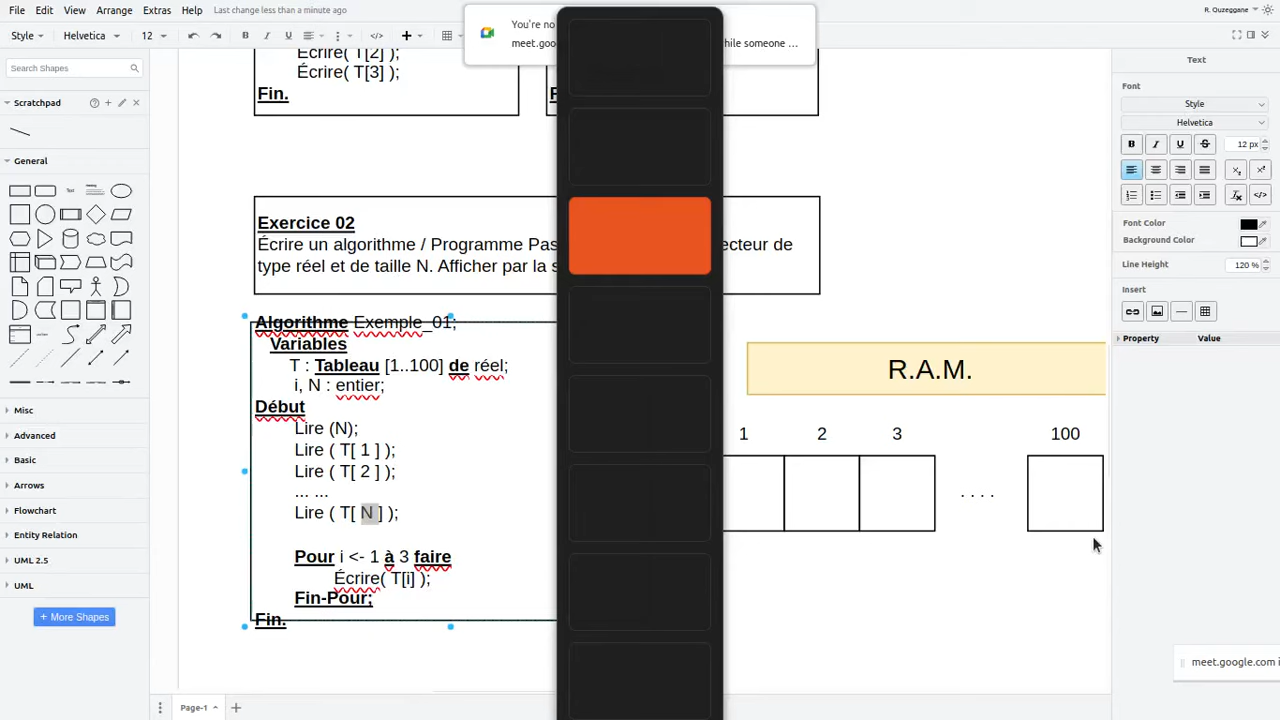 File Edit View Arrange Extras Help Last change less than a minute ago
R. Ouzeggane
Style Helvetica 12
You're no
meet.goo
hile someone ...
Search Shapes
Scratchpad
General
Text
Misc
Advanced
Basic
Arrows
Flowchart
Entity Relation
UML 2.5
UML
+ More Shapes
Écrire( T[2] );
Écrire( T[3] );
Fin.
Exercice 02
Écrire un algorithme / Programme Pas ecteur de
type réel et de taille N. Afficher par la s
Algorithme Exemple_01;
Variables
T : Tableau [1..100] de réel;
i, N : entier;
Début
Lire (N);
Lire ( T[ 1 ] );
Lire ( T[ 2 ] );
... ...
Lire ( T[ N ] );
Pour i <- 1 à 3 faire
Écrire( T[i] );
Fin-Pour;
Fin.
R.A.M.
1 2 3 100
. . . .
Text
Font
Style
Helvetica
B I U S 12 px
Font Color
Background Color
Line Height 120 %
Insert
Property Value
meet.google.com i
Page-1